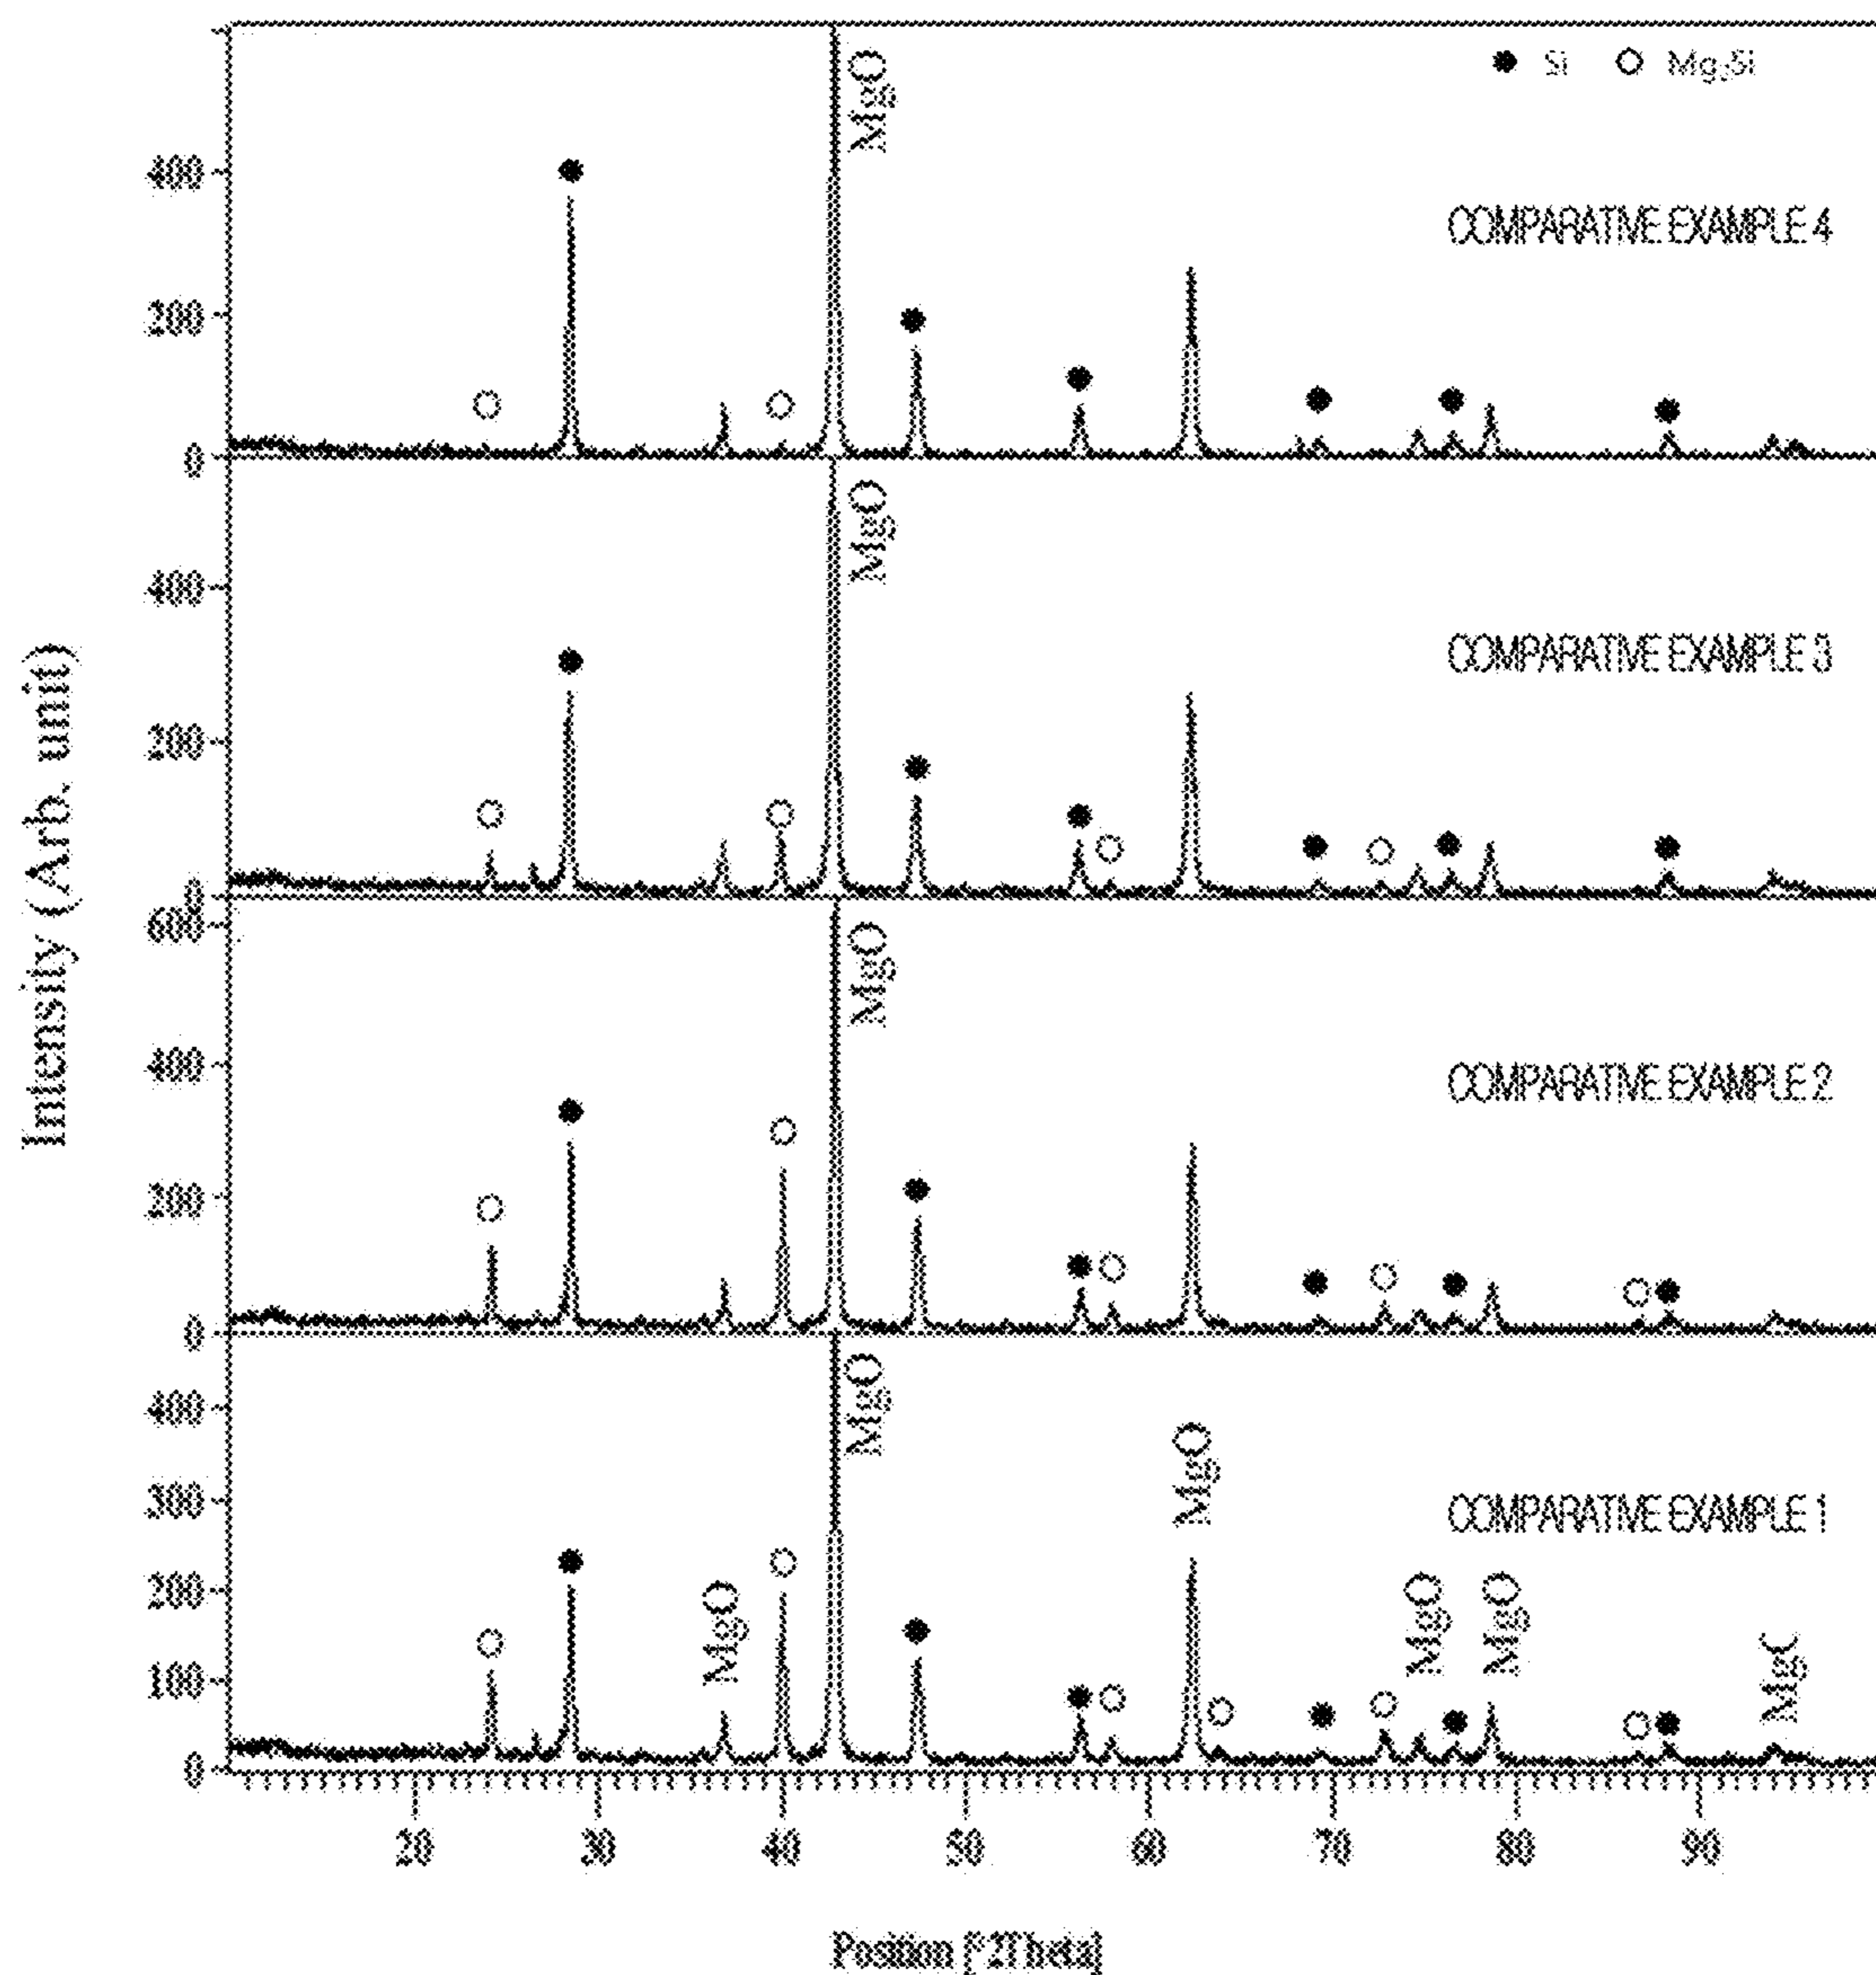 Si Mg₂Si
MgO
400
COMPARATIVE EXAMPLE 4
200
0
MgO
400
COMPARATIVE EXAMPLE 3
200
0
600
MgO
400
COMPARATIVE EXAMPLE 2
200
0
MgO
400
MgO
300
COMPARATIVE EXAMPLE 1
200
MgO
MgO
MgO
MgC
100
0
20 30 40 50 60 70 80 90
Intensity (Arb. unit)
Position [°2Theta]